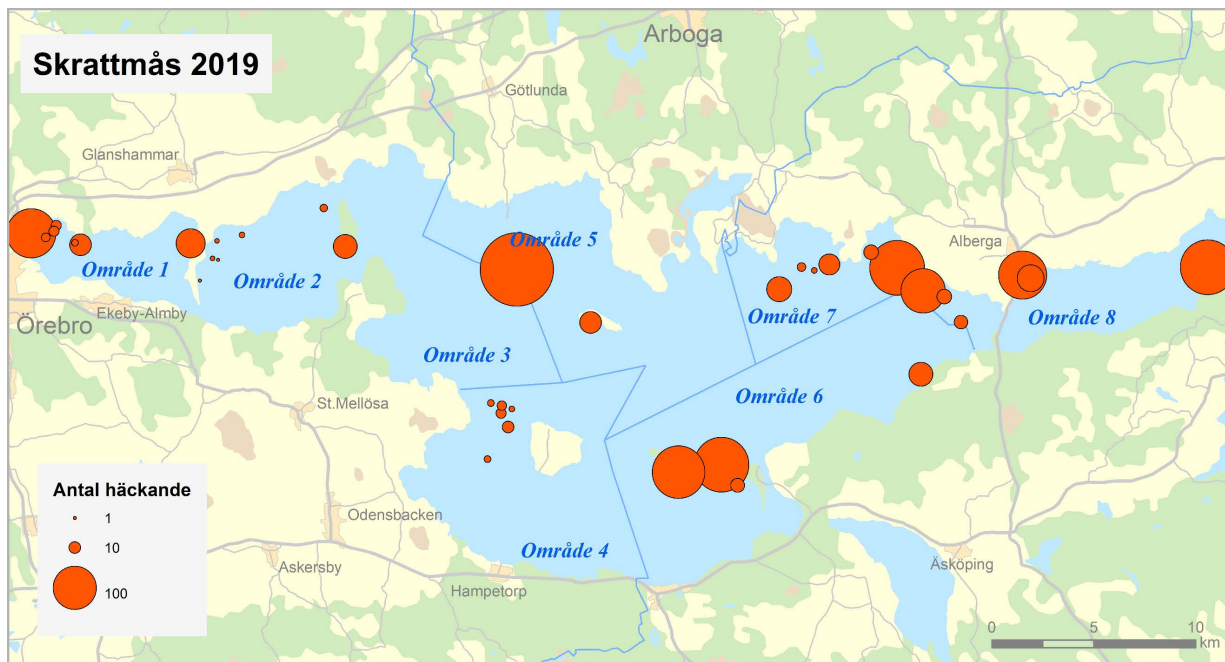 Arboga
Skrattmås 2019
Götlunda
Glanshammar
Område 5
Alberga
Område 1
Område 2
Ekeby-Almby
Örebro
Område 7
Område 8
Område 3
Område 6
St.Mellösa
Antal häckande
1
10
100
Odensbacken
Område 4
Askersby
Hampetorp
Äsköping
0
5
10
km